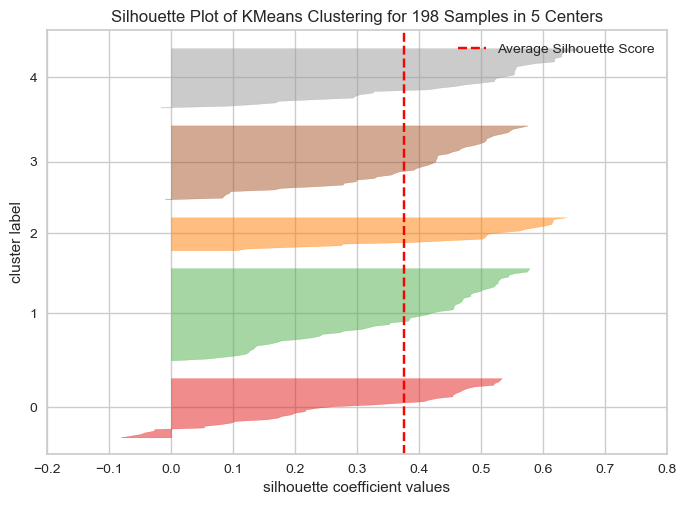 Silhouette Plot of KMeans Clustering for 198 Samples in 5 Centers
Average Silhouette Score
4
3
2
1
0
cluster label
−0.2 −0.1 0.0 0.1 0.2 0.3 0.4 0.5 0.6 0.7 0.8
silhouette coefficient values